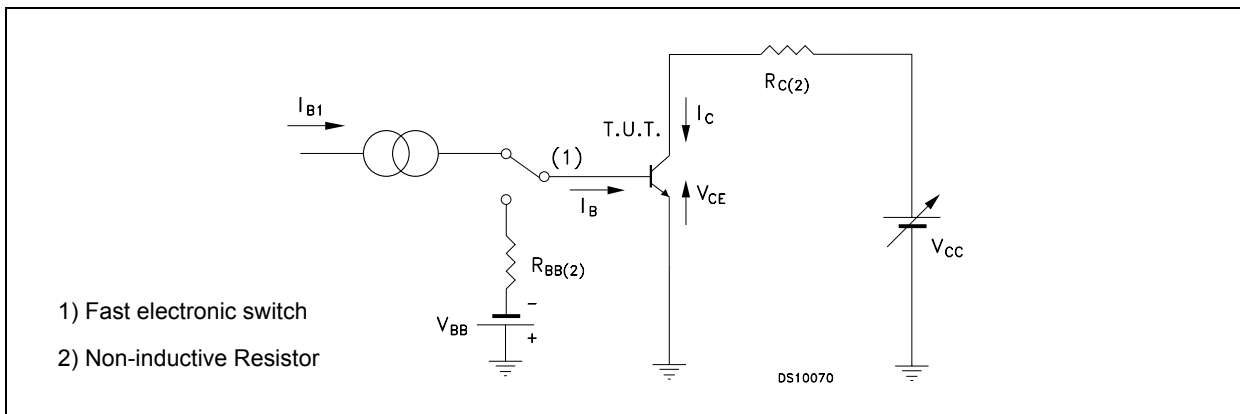 R_C(2)
I_B1
I_C
T.U.T.
(1)
I_B
V_CE
R_BB(2)
V_CC
-
V_BB
+
1) Fast electronic switch
2) Non-inductive Resistor
DS10070